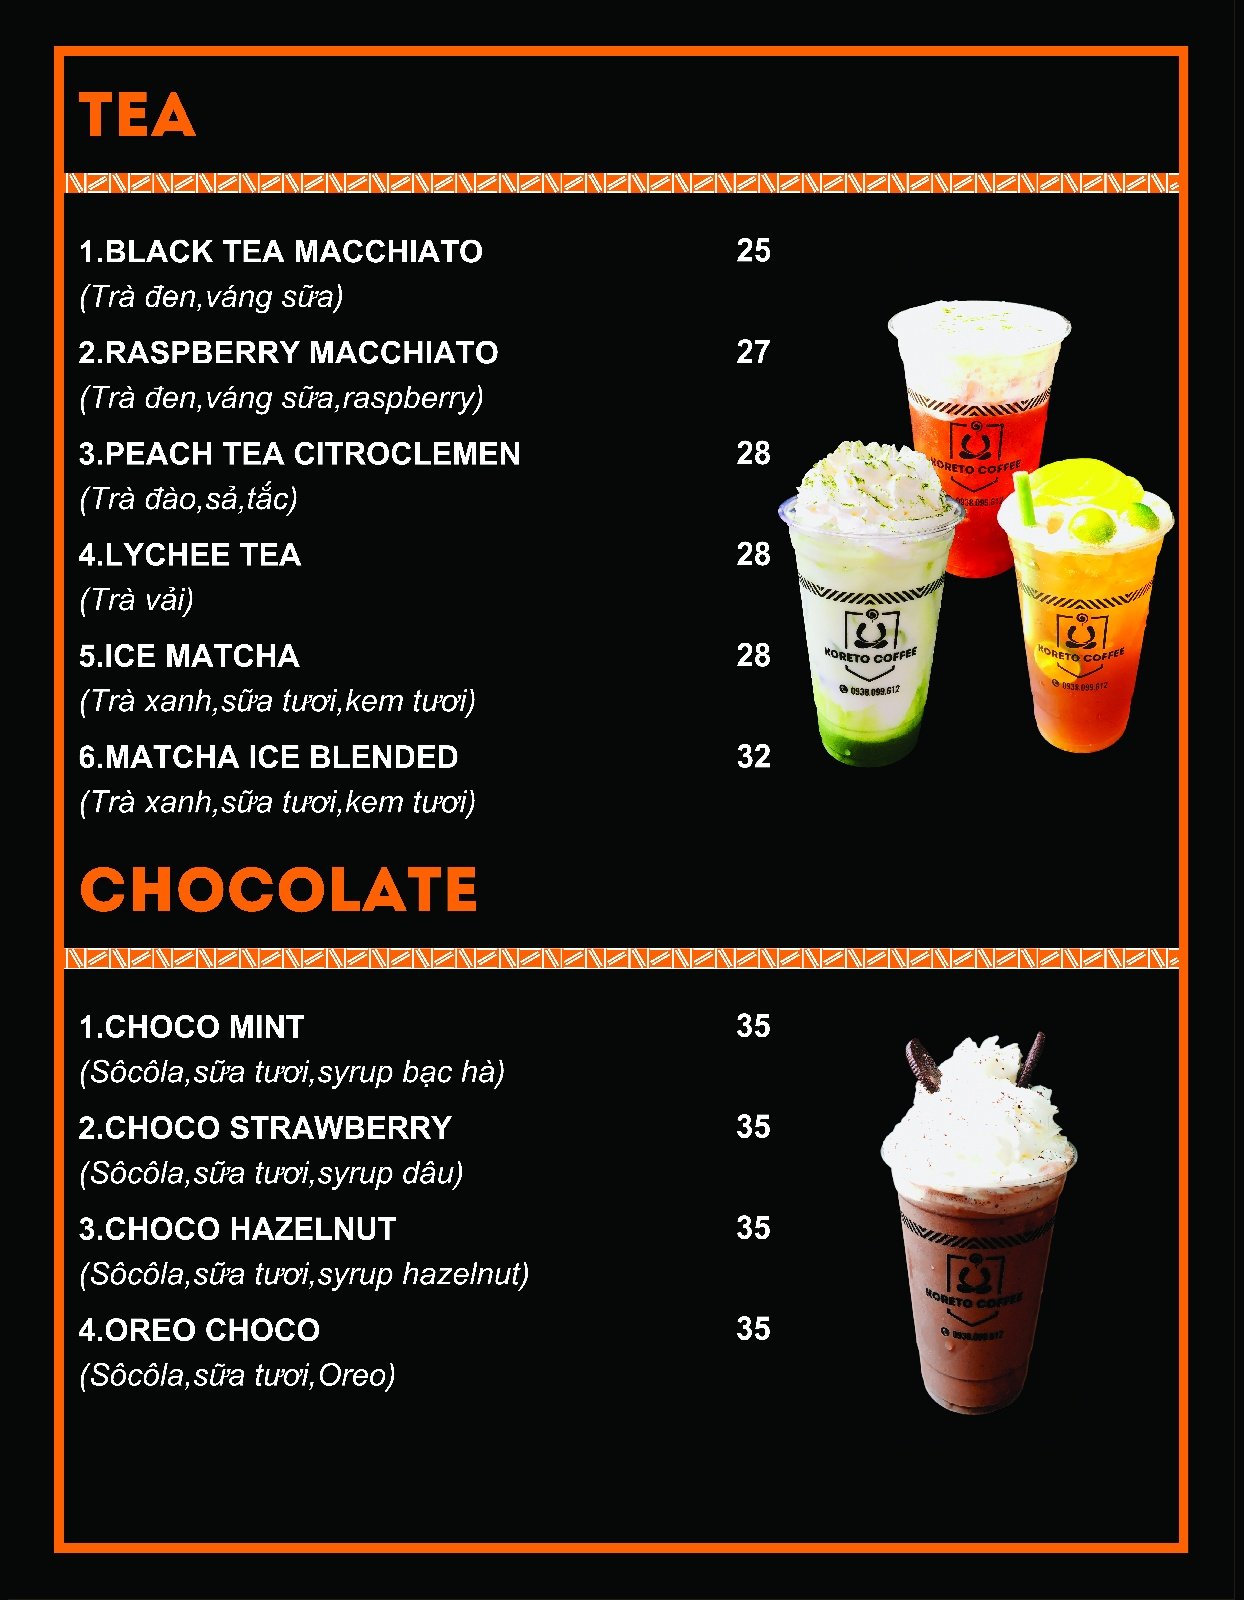 TEA
1.BLACK TEA MACCHIATO 25
(Trà đen,váng sữa)
2.RASPBERRY MACCHIATO 27
(Trà đen,váng sữa,raspberry)
3.PEACH TEA CITROCLEMEN 28
(Trà đào,sả,tắc)
4.LYCHEE TEA 28
(Trà vải)
5.ICE MATCHA 28
(Trà xanh,sữa tươi,kem tươi)
6.MATCHA ICE BLENDED 32
(Trà xanh,sữa tươi,kem tươi)
KORETO COFFEE
0938.099.612
KORETO COFFEE
0938.099.612
KORETO COFFEE
0938.099.612
CHOCOLATE
1.CHOCO MINT 35
(Sôcôla,sữa tươi,syrup bạc hà)
2.CHOCO STRAWBERRY 35
(Sôcôla,sữa tươi,syrup dâu)
3.CHOCO HAZELNUT 35
(Sôcôla,sữa tươi,syrup hazelnut)
4.OREO CHOCO 35
(Sôcôla,sữa tươi,Oreo)
KORETO COFFEE
0938.099.612